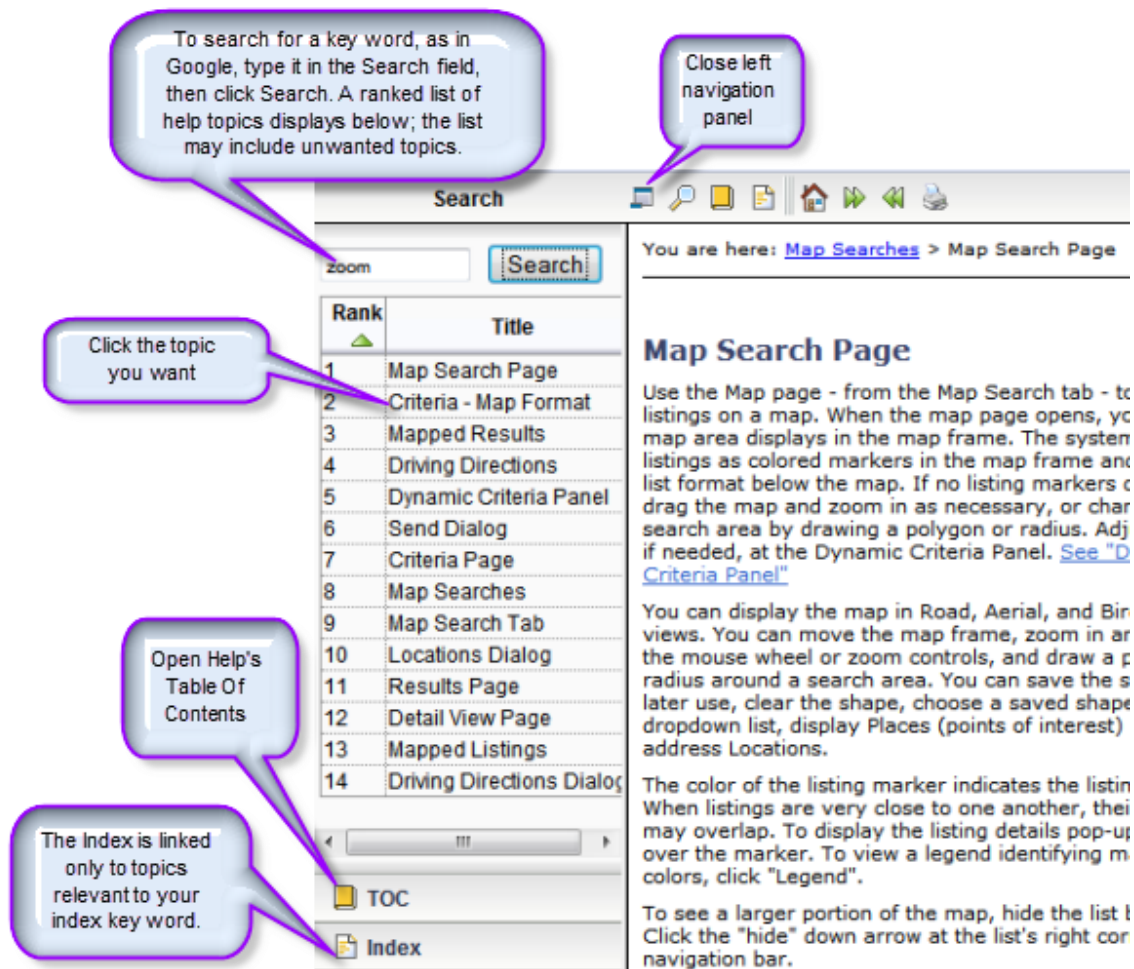 To search for a key word, as in
Google, type it in the Search field,
then click Search. A ranked list of
help topics displays below; the list
may include unwanted topics.
Close left
navigation
panel
Search
zoom
Search
You are here: Map Searches > Map Search Page
Rank
Title
Click the topic
you want
1 Map Search Page
2 Criteria - Map Format
3 Mapped Results
4 Driving Directions
5 Dynamic Criteria Panel
6 Send Dialog
7 Criteria Page
8 Map Searches
9 Map Search Tab
10 Locations Dialog
11 Results Page
12 Detail View Page
13 Mapped Listings
14 Driving Directions Dialog
Open Help's
Table Of
Contents
The Index is linked
only to topics
relevant to your
index key word.
TOC
Index
Map Search Page
Use the Map page - from the Map Search tab - to
listings on a map. When the map page opens,
map area displays in the map frame. The system
listings as colored markers in the map frame and
list format below the map. If no listing markers
drag the map and zoom in as necessary, or
search area by drawing a polygon or radius.
if needed, at the Dynamic Criteria Panel. See
Criteria Panel"
You can display the map in Road, Aerial, and
views. You can move the map frame, zoom in
the mouse wheel or zoom controls, and draw a
radius around a search area. You can save the
later use, clear the shape, choose a saved shape
dropdown list, display Places (points of interest)
address Locations.
The color of the listing marker indicates the
When listings are very close to one another,
may overlap. To display the listing details pop-up
over the marker. To view a legend identifying
colors, click "Legend".
To see a larger portion of the map, hide the list
Click the "hide" down arrow at the list's right
navigation bar.